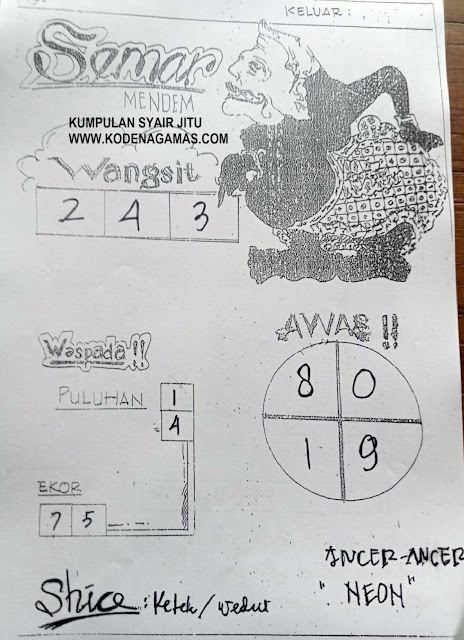 KELUAR :
Semar
MENDEM
KUMPULAN SYAIR JITU
WWW.KODENAGAMAS.COM
Wangsit
2 4 3
Waspada!!
PULUHAN 1
4
EKOR
7 5
AWAS !!
8 0
1 9
ANCER-ANCER
"NEON"
Shio : Ketek / wedus